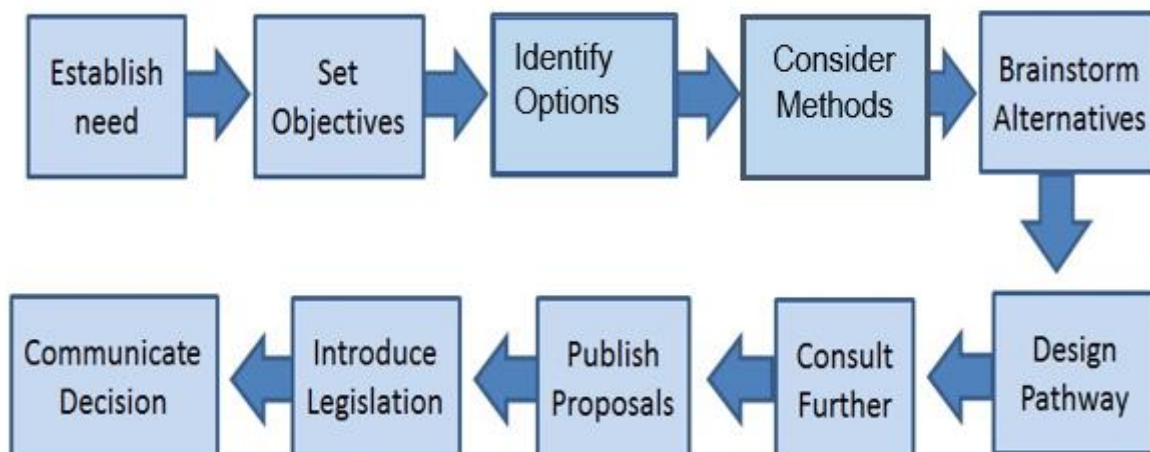 Establish
need
Set
Objectives
Identify
Options
Consider
Methods
Brainstorm
Alternatives
Design
Pathway
Consult
Further
Publish
Proposals
Introduce
Legislation
Communicate
Decision